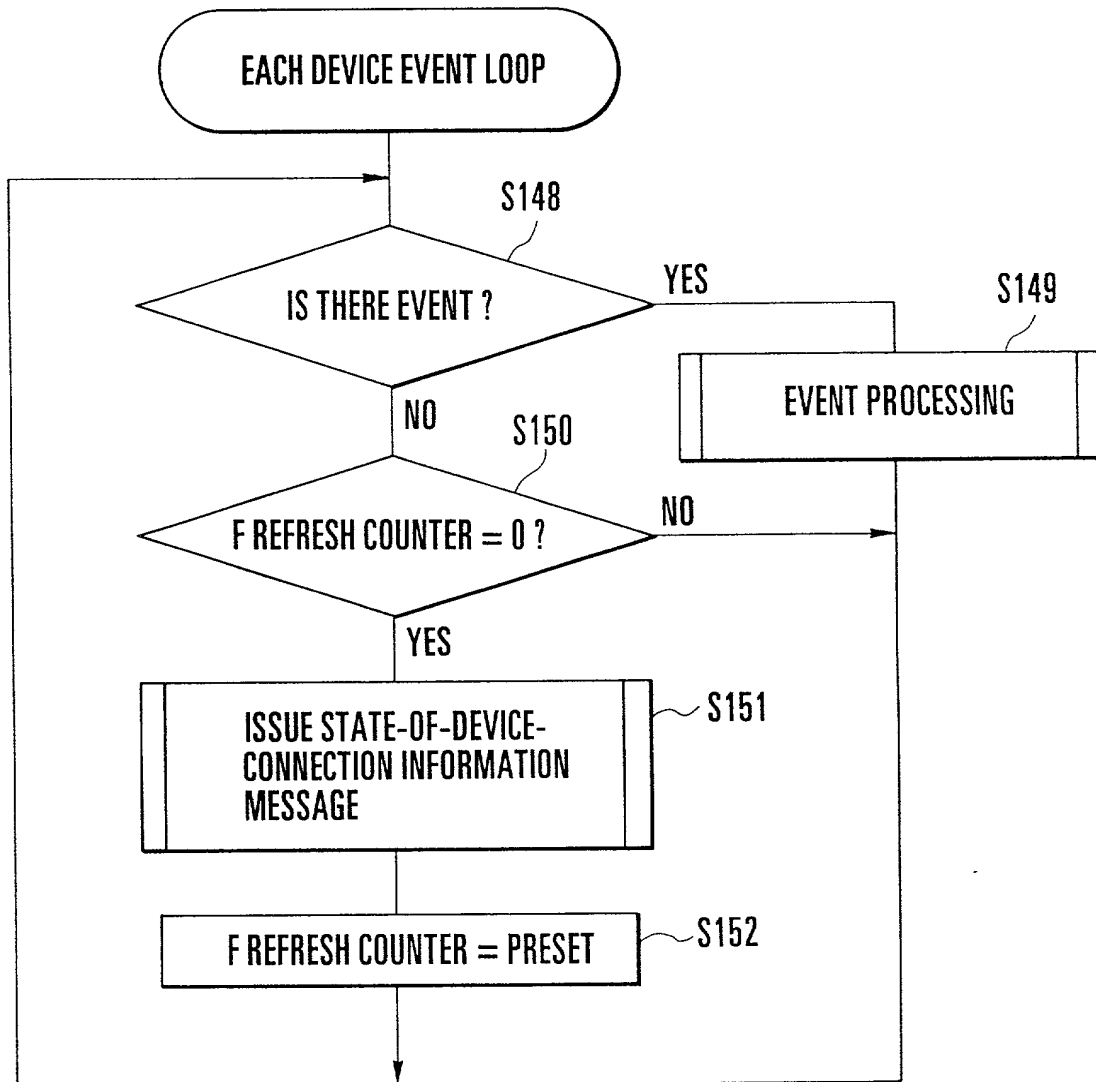 EACH DEVICE EVENT LOOP
S148
IS THERE EVENT ?
YES
S149
EVENT PROCESSING
NO
S150
F REFRESH COUNTER = 0 ?
NO
YES
S151
ISSUE STATE-OF-DEVICE-
CONNECTION INFORMATION
MESSAGE
S152
F REFRESH COUNTER = PRESET